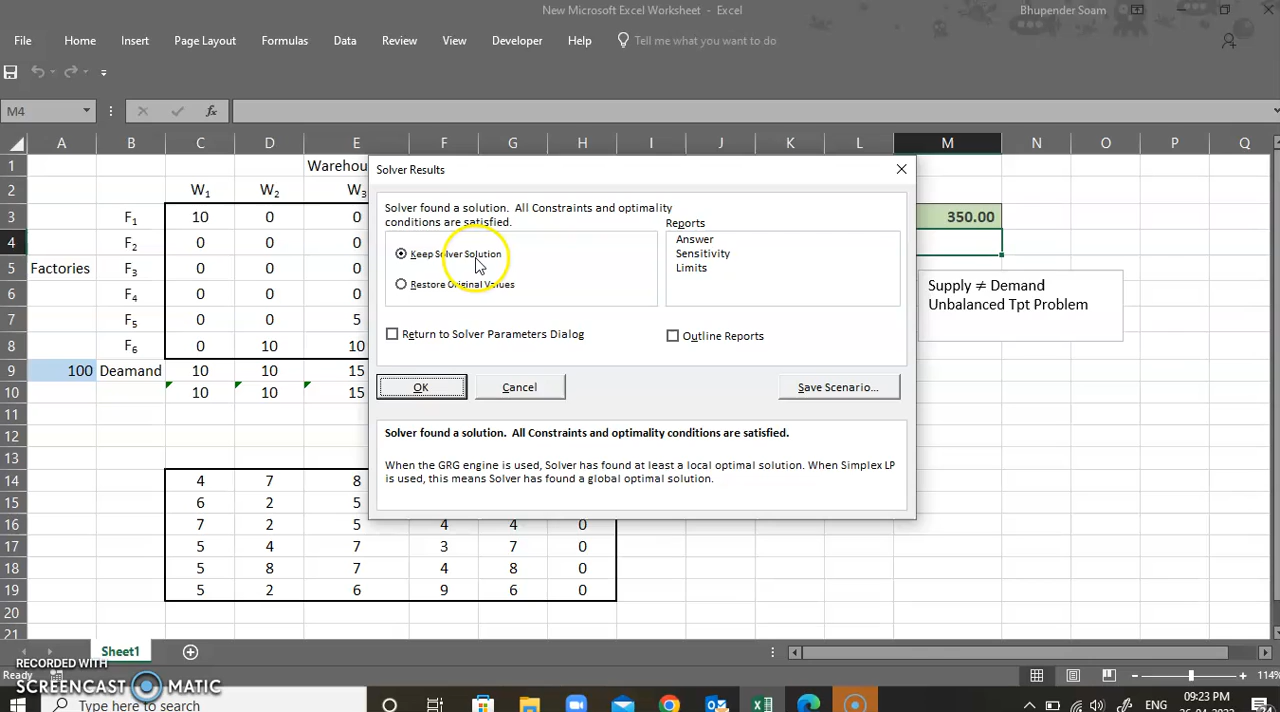 New Microsoft Excel Worksheet - Excel
Bhupender Soam
File Home Insert Page Layout Formulas Data Review View Developer Help Tell me what you want to do
M4 fx
A B C D E F G H I J K L M N O P Q
1 Warehou
2 W1 W2 W3
3 F1 10 0 0 350.00
4 F2 0 0 0
5 Factories F3 0 0 0
6 F4 0 0 0
7 F5 0 0 5
8 F6 0 10 10
9 100 Deamand 10 10 15
10 10 10 15
11
12
13
14 4 7 8
15 6 2 5
16 7 2 5 4 4 0
17 5 4 7 3 7 0
18 5 8 7 4 8 0
19 5 2 6 9 6 0
20
21
Supply ≠ Demand
Unbalanced Tpt Problem
Solver Results
Solver found a solution. All Constraints and optimality
conditions are satisfied.
Keep Solver Solution
Restore Original Values
Return to Solver Parameters Dialog
Reports
Answer
Sensitivity
Limits
Outline Reports
OK Cancel Save Scenario...
Solver found a solution. All Constraints and optimality conditions are satisfied.
When the GRG engine is used, Solver has found at least a local optimal solution. When Simplex LP
is used, this means Solver has found a global optimal solution.
Sheet1
RECORDED WITH
SCREENCAST MATIC
Ready
114%
Type here to search
ENG
09:23 PM